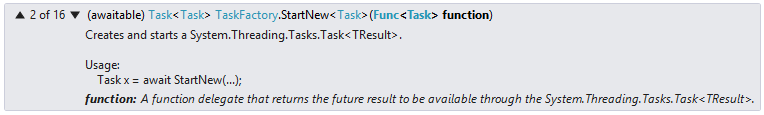 ▲ 2 of 16 ▼ (awaitable) Task<Task> TaskFactory.StartNew<Task>(Func<Task> function)
Creates and starts a System.Threading.Tasks.Task<TResult>.
Usage:
Task x = await StartNew(...);
function: A function delegate that returns the future result to be available through the System.Threading.Tasks.Task<TResult>.